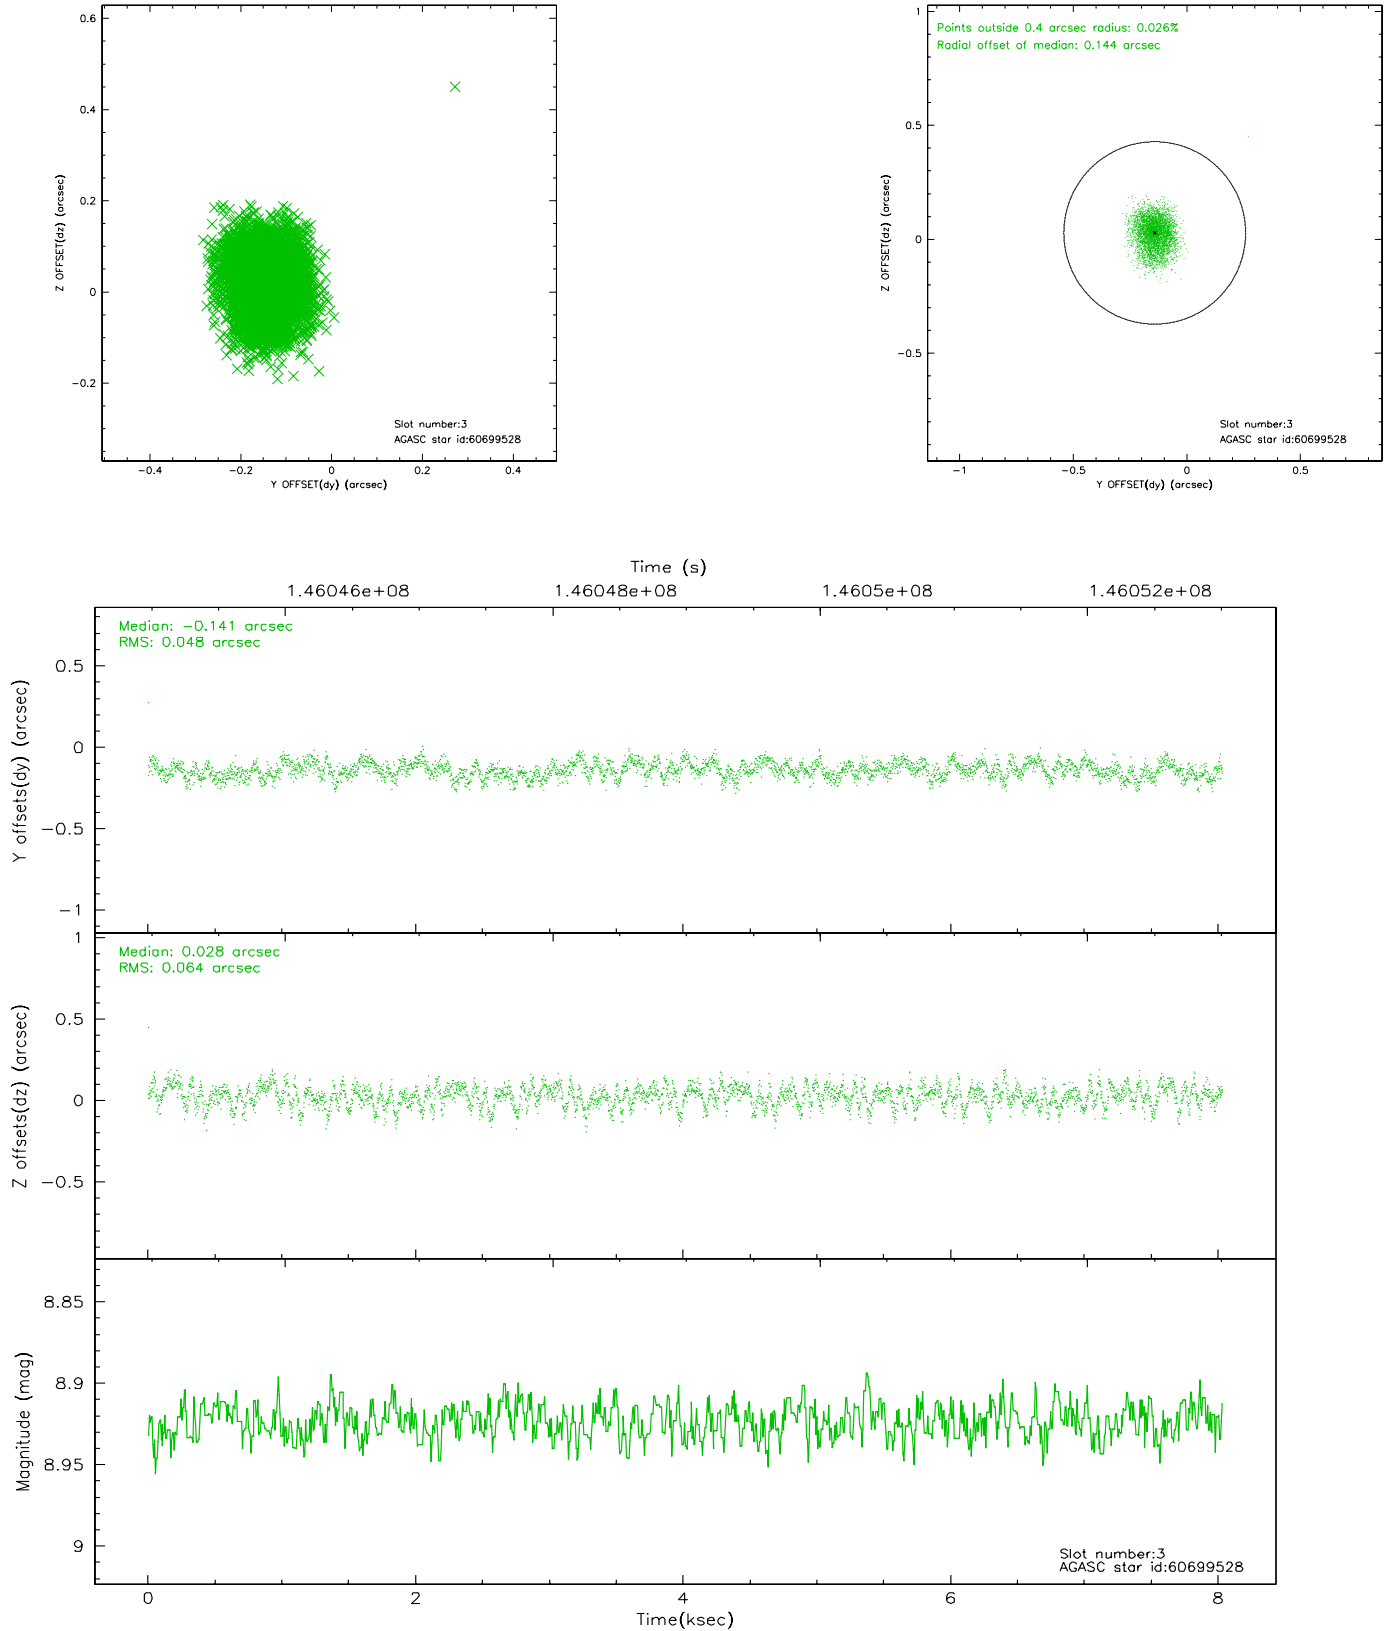 0.6
0.4
0.2
0
−0.2
Z OFFSET(dz) (arcsec)
Slot number:3
AGASC star id:60699528
−0.4 −0.2 0 0.2 0.4
Y OFFSET(dy) (arcsec)
Points outside 0.4 arcsec radius: 0.026%
Radial offset of median: 0.144 arcsec
1
0.5
0
−0.5
Z OFFSET(dz) (arcsec)
Slot number:3
AGASC star id:60699528
−1 −0.5 0 0.5
Y OFFSET(dy) (arcsec)
Time (s)
1.46046e+08 1.46048e+08 1.4605e+08 1.46052e+08
Median: −0.141 arcsec
RMS: 0.048 arcsec
0.5
0
−0.5
−1
Y offsets(dy) (arcsec)
Median: 0.028 arcsec
RMS: 0.064 arcsec
1
0.5
0
−0.5
Z offsets(dz) (arcsec)
8.85
8.9
8.95
9
Magnitude (mag)
Slot number:3
AGASC star id:60699528
0 2 4 6 8
Time(ksec)